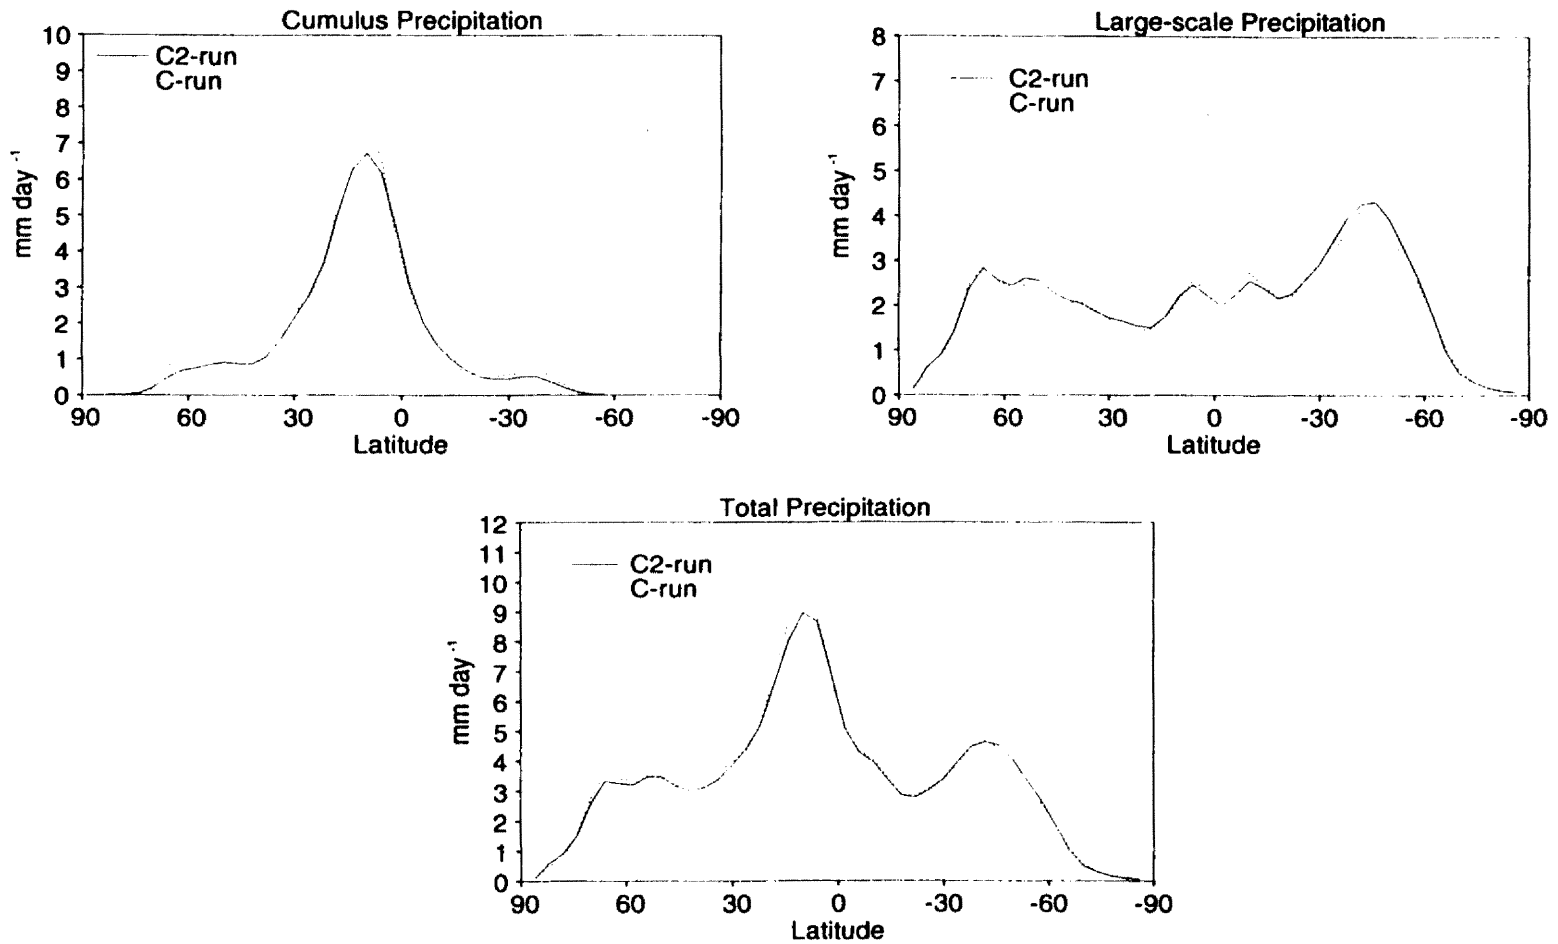 Cumulus Precipitation
10
9
8
7
6
5
4
3
2
1
0
mm day -1
C2-run
C-run
90 60 30 0 -30 -60 -90
Latitude
Large-scale Precipitation
8
7
6
5
4
3
2
1
0
mm day -1
C2-run
C-run
90 60 30 0 -30 -60 -90
Latitude
Total Precipitation
12
11
10
9
8
7
6
5
4
3
2
1
0
mm day -1
C2-run
C-run
90 60 30 0 -30 -60 -90
Latitude